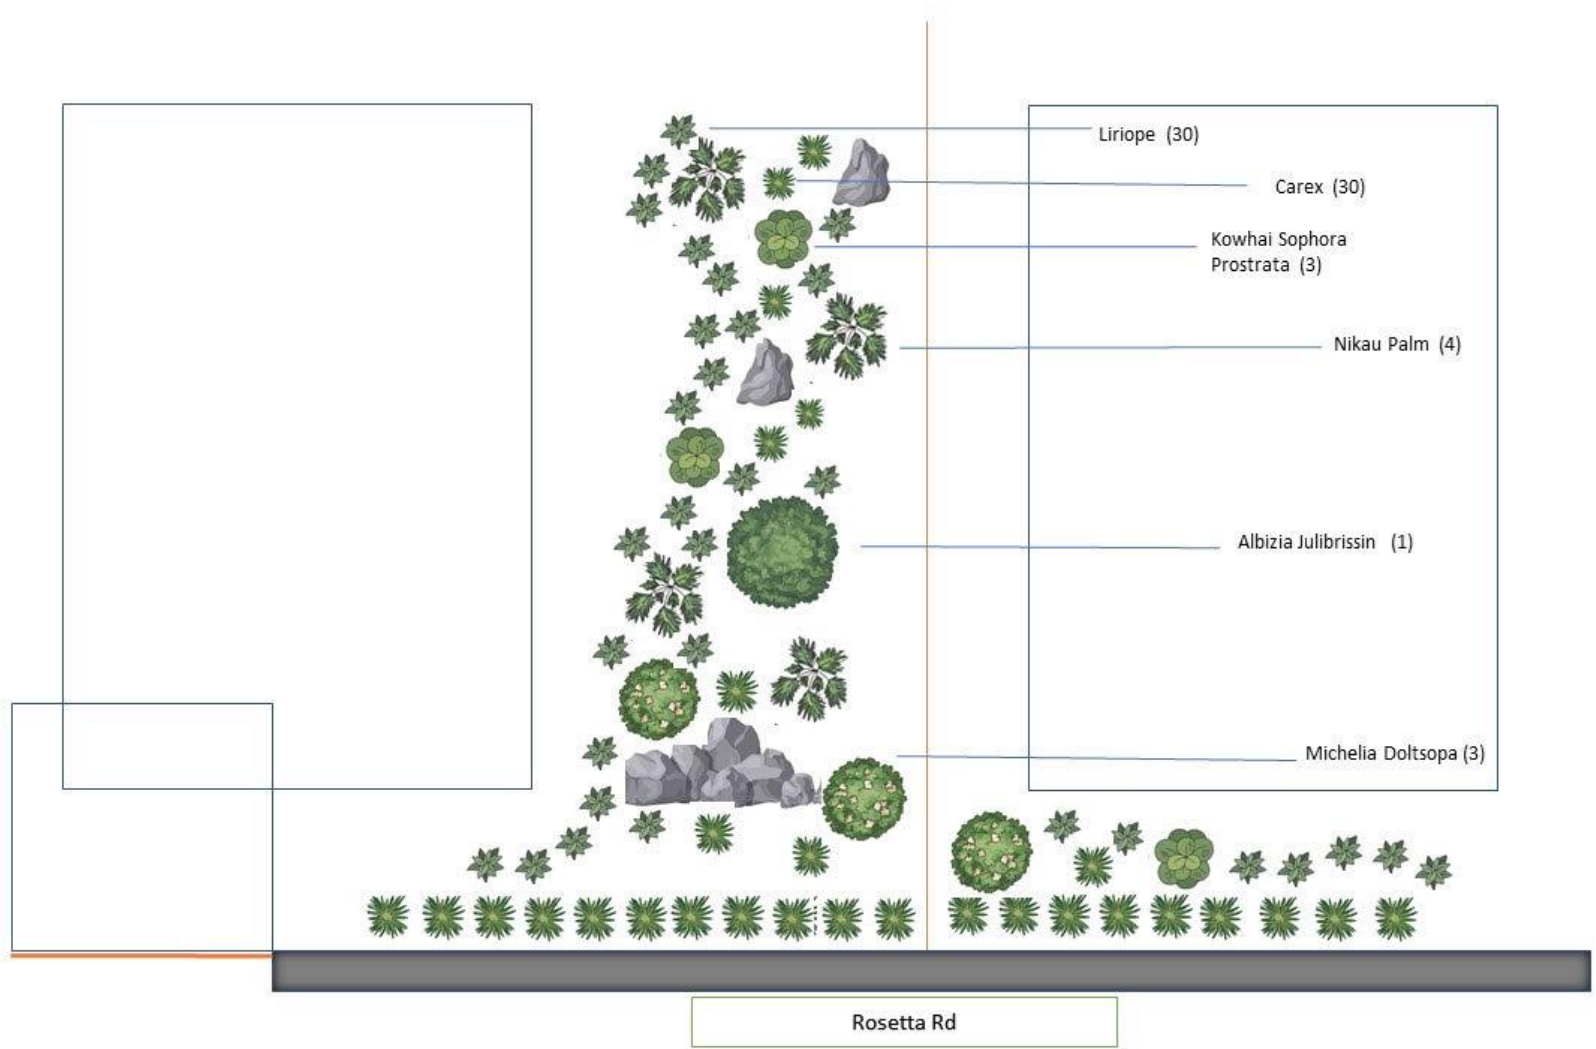 Liriope (30)
Carex (30)
Kowhai Sophora
Prostrata (3)
Nikau Palm (4)
Albizia Julibrissin (1)
Michelia Doltsopa (3)
Rosetta Rd